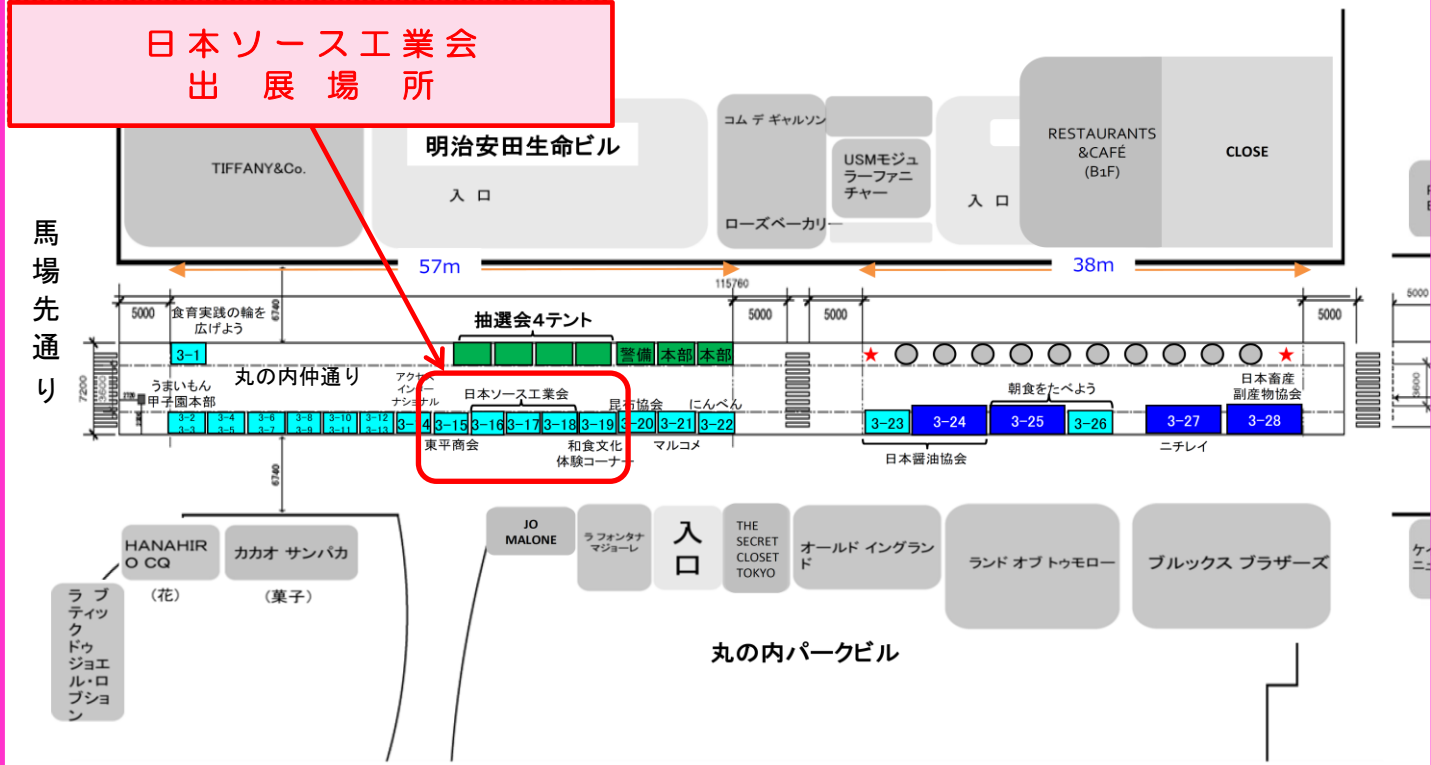 日本ソース工業会
出展場所
TIFFANY&Co.
明治安田生命ビル
入口
コム デ ギャルソン
ローズベーカリー
USMモジュ
ラーファニ
チャー
入口
RESTAURANTS
&CAFÉ
(B1F)
CLOSE
馬場先通り
57m
38m
115760
5000
食育実践の輪を
広げよう
6740
抽選会4テント
5000
5000
5000
5000
3-1
警備
本部
本部
★
★
丸の内仲通り
7200
3600
3600
うまいもん
甲子園本部
アクサス
インター
ナショナル
日本ソース工業会
昆布協会
にんべん
朝食をたべよう
日本畜産
副産物協会
3-2
3-3
3-4
3-5
3-6
3-7
3-8
3-9
3-10
3-11
3-12
3-13
3-14
3-15
3-16
3-17
3-18
3-19
3-20
3-21
3-22
3-23
3-24
3-25
3-26
3-27
3-28
東平商会
和食文化
体験コーナー
マルコメ
日本醤油協会
ニチレイ
6740
HANAHIR
O CQ
(花)
カカオ サンパカ
(菓子)
ラ ブ
ティッ
ク
ドゥ
ジョエ
ル・ロ
ブショ
ン
JO
MALONE
ラ フォンタナ
マジョーレ
入口
THE
SECRET
CLOSET
TOKYO
オールド イングラン
ド
ランド オブ トゥモロー
ブルックス ブラザーズ
丸の内パークビル